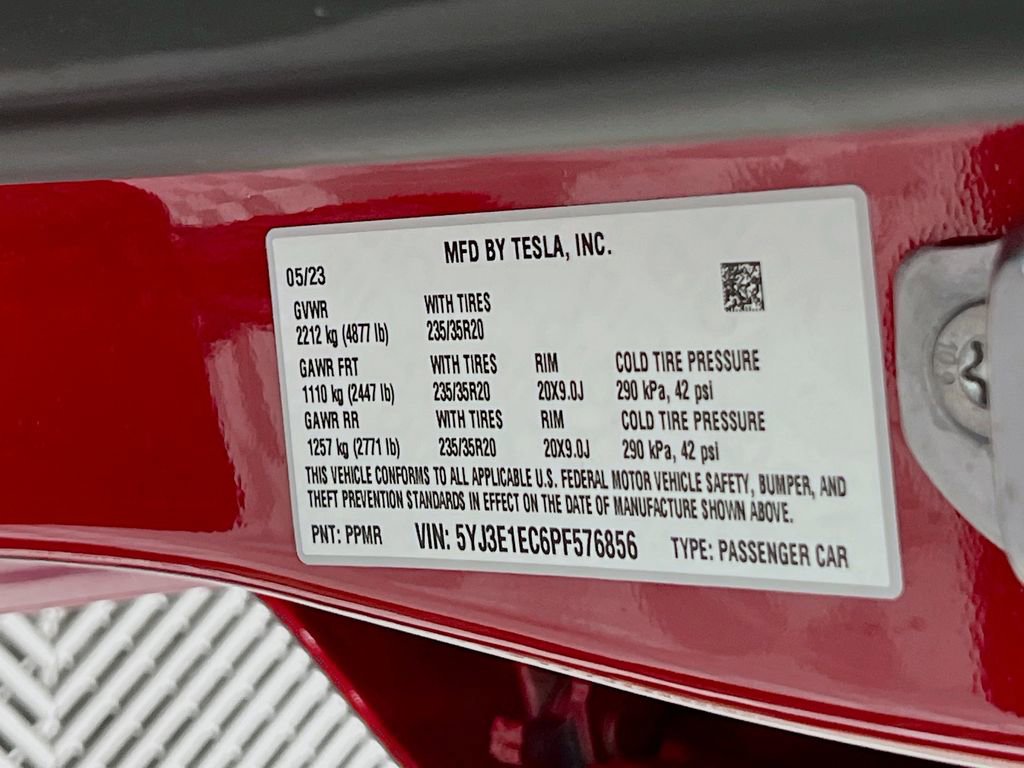 MFD BY TESLA, INC.
05/23
GVWR WITH TIRES
2212 kg (4877 lb) 235/35R20
GAWR FRT WITH TIRES RIM COLD TIRE PRESSURE
1110 kg (2447 lb) 235/35R20 20X9.0J 290 kPa, 42 psi
GAWR RR WITH TIRES RIM COLD TIRE PRESSURE
1257 kg (2771 lb) 235/35R20 20X9.0J 290 kPa, 42 psi
THIS VEHICLE CONFORMS TO ALL APPLICABLE U.S. FEDERAL MOTOR VEHICLE SAFETY, BUMPER, AND
THEFT PREVENTION STANDARDS IN EFFECT ON THE DATE OF MANUFACTURE SHOWN ABOVE.
PNT: PPMR VIN: 5YJ3E1EC6PF576856 TYPE: PASSENGER CAR